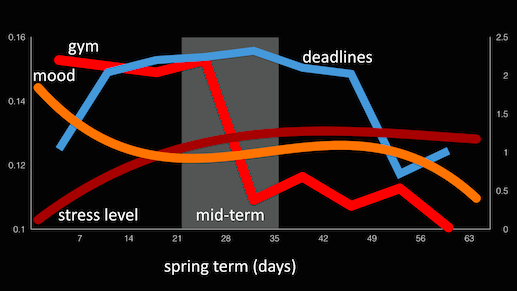 0.16
gym
deadlines
2.5
mood
2
0.14
1.5
0.12
1
stress level
mid-term
0.5
0.1
7 14 21 28 35 42 49 56 63
0
spring term (days)